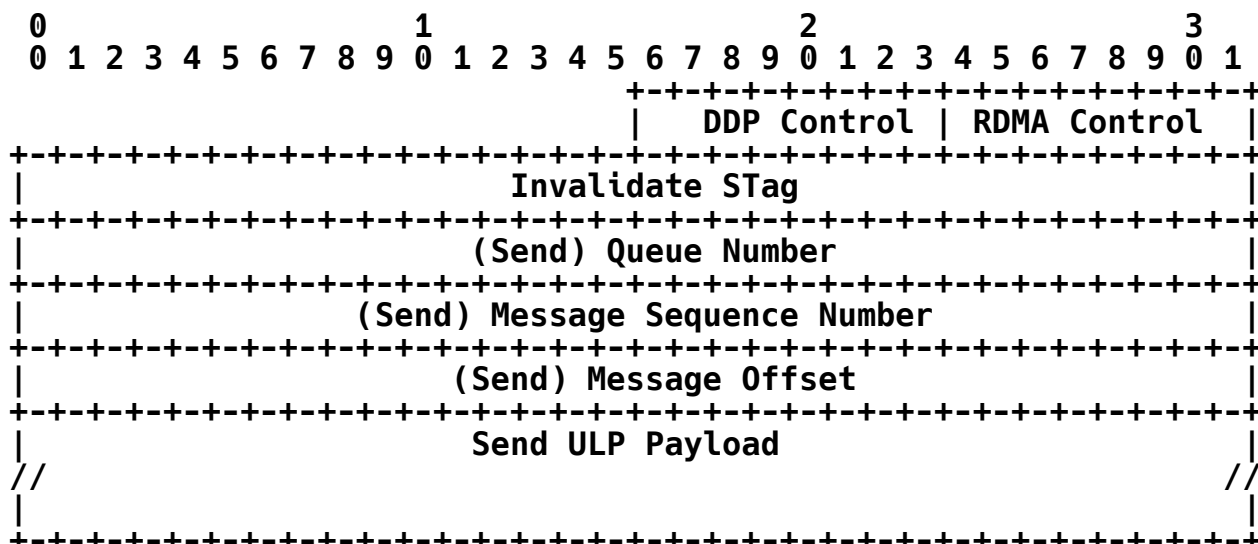 0                   1                   2                   3
 0 1 2 3 4 5 6 7 8 9 0 1 2 3 4 5 6 7 8 9 0 1 2 3 4 5 6 7 8 9 0 1
                                +-+-+-+-+-+-+-+-+-+-+-+-+-+-+-+-+
                                |   DDP Control | RDMA Control  |
+-+-+-+-+-+-+-+-+-+-+-+-+-+-+-+-+-+-+-+-+-+-+-+-+-+-+-+-+-+-+-+-+
|                         Invalidate STag                       |
+-+-+-+-+-+-+-+-+-+-+-+-+-+-+-+-+-+-+-+-+-+-+-+-+-+-+-+-+-+-+-+-+
|                       (Send) Queue Number                     |
+-+-+-+-+-+-+-+-+-+-+-+-+-+-+-+-+-+-+-+-+-+-+-+-+-+-+-+-+-+-+-+-+
|                 (Send) Message Sequence Number                |
+-+-+-+-+-+-+-+-+-+-+-+-+-+-+-+-+-+-+-+-+-+-+-+-+-+-+-+-+-+-+-+-+
|                      (Send) Message Offset                    |
+-+-+-+-+-+-+-+-+-+-+-+-+-+-+-+-+-+-+-+-+-+-+-+-+-+-+-+-+-+-+-+-+
|                       Send ULP Payload                        |
//                                                             //
|                                                               |
+-+-+-+-+-+-+-+-+-+-+-+-+-+-+-+-+-+-+-+-+-+-+-+-+-+-+-+-+-+-+-+-+